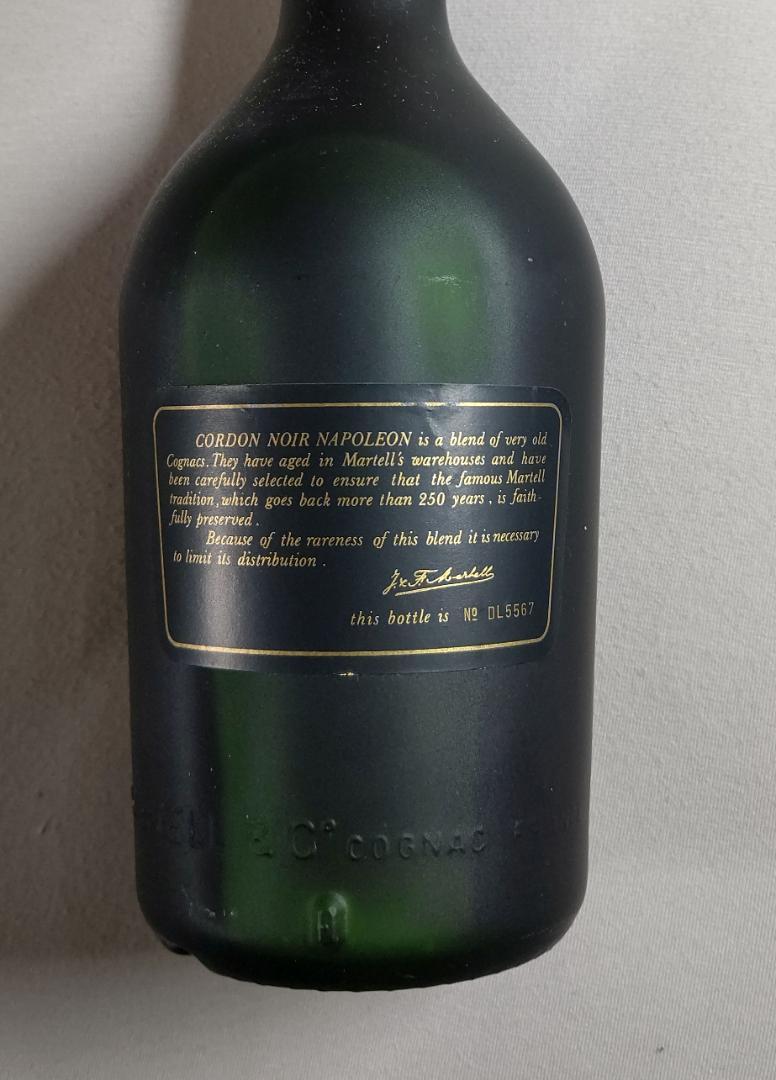 CORDON NOIR NAPOLEON is a blend of very old
Cognacs. They have aged in Martell's warehouses and have
been carefully selected to ensure that the famous Martell
tradition, which goes back more than 250 years, is faith-
fully preserved.
Because of the rareness of this blend it is necessary
to limit its distribution.
J & F Martell
this bottle is Nº DL5567
& Cº COGNAC